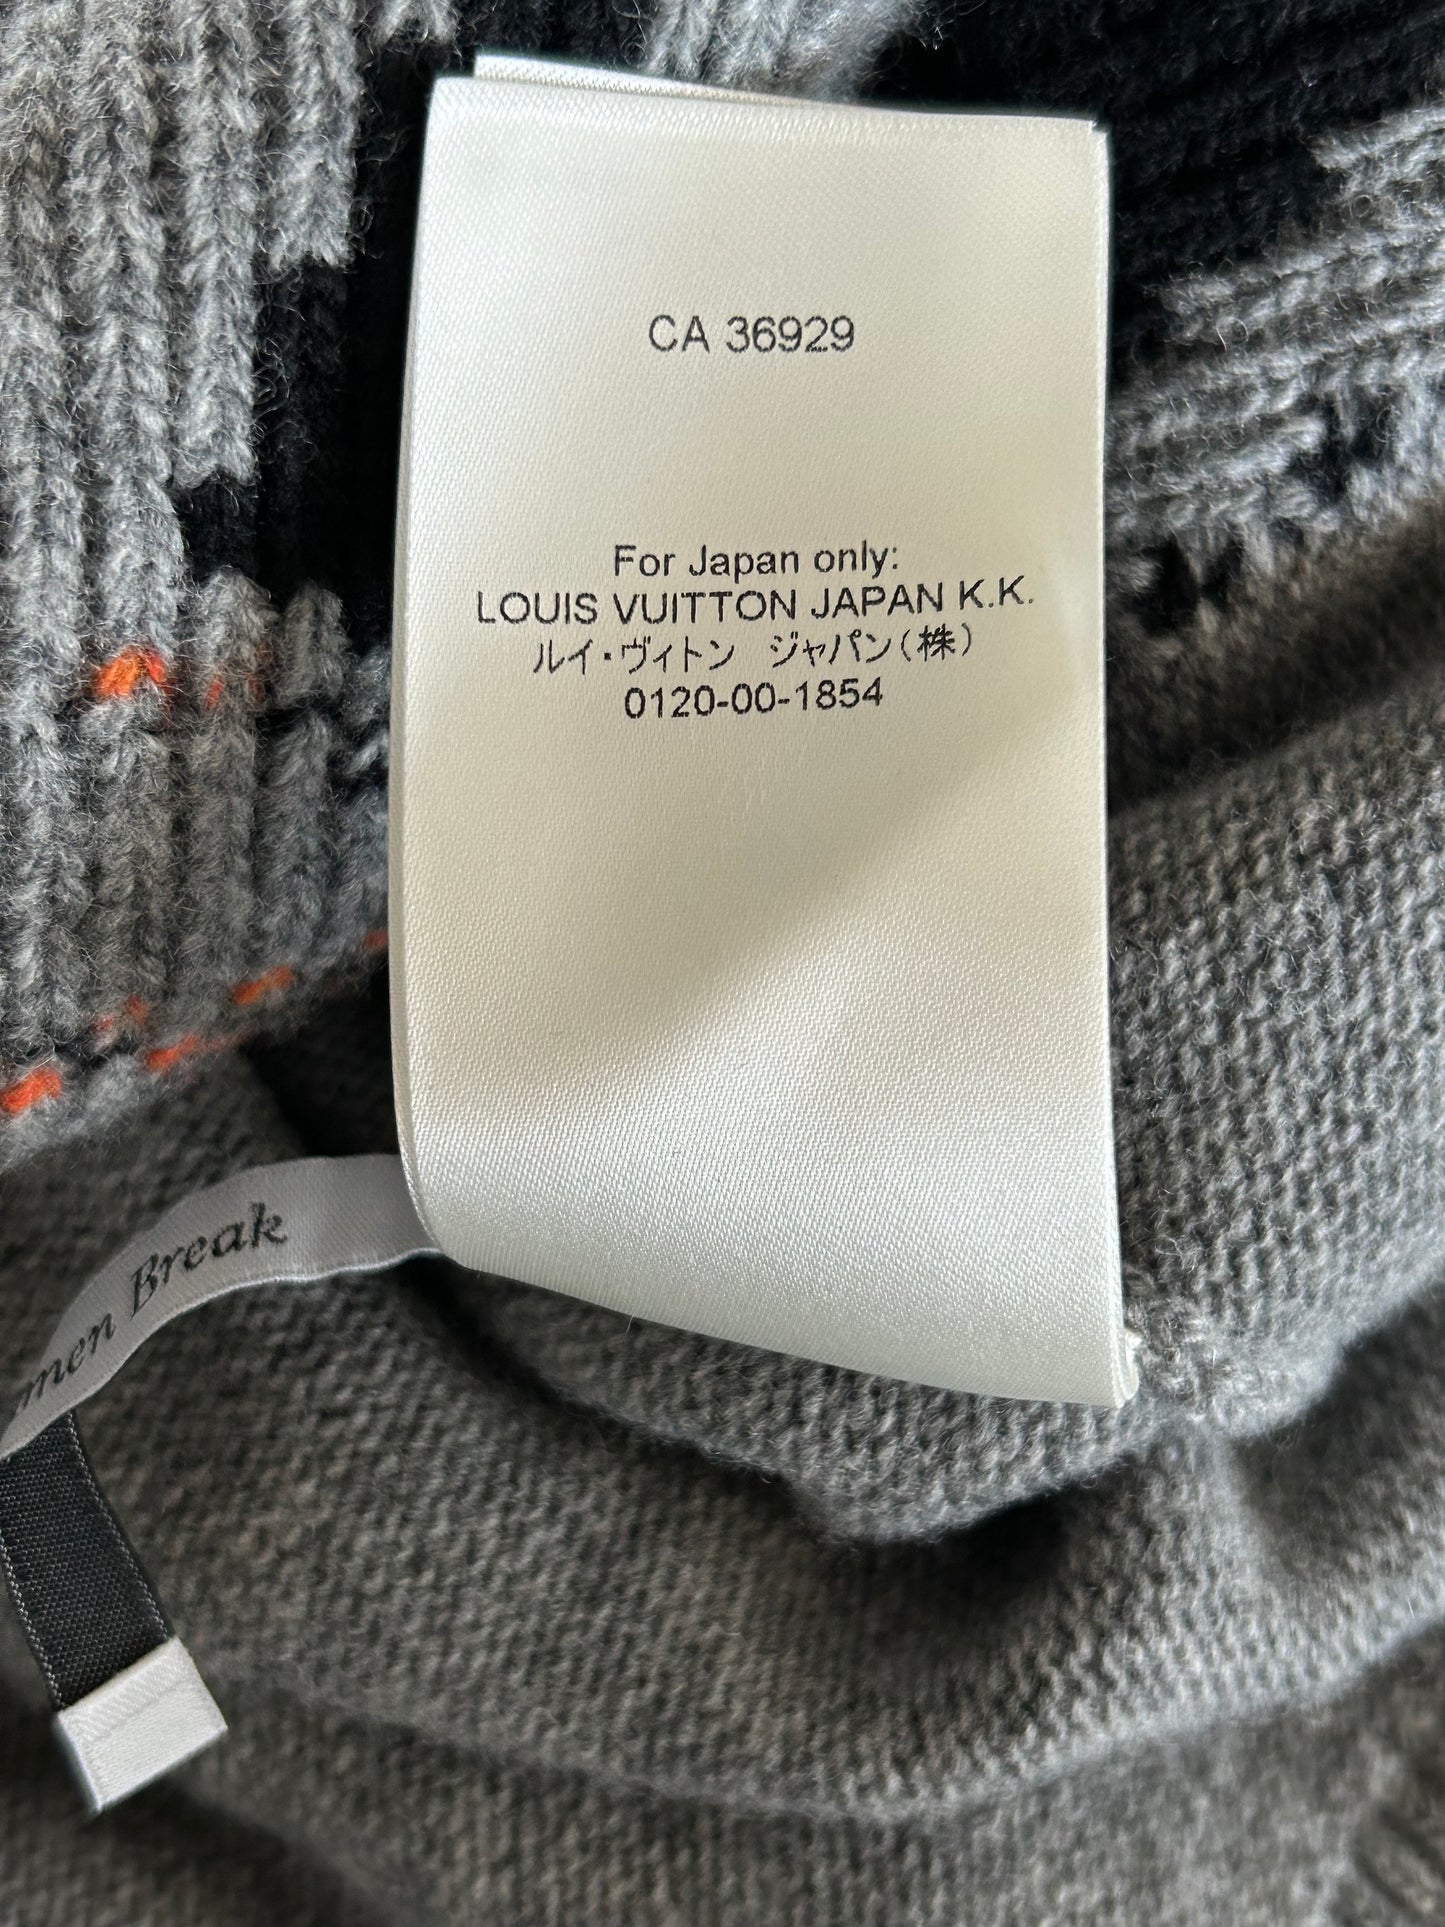 CA 36929
For Japan only:
LOUIS VUITTON JAPAN K.K.
ルイ・ヴィトン ジャパン(株)
0120-00-1854
men Break